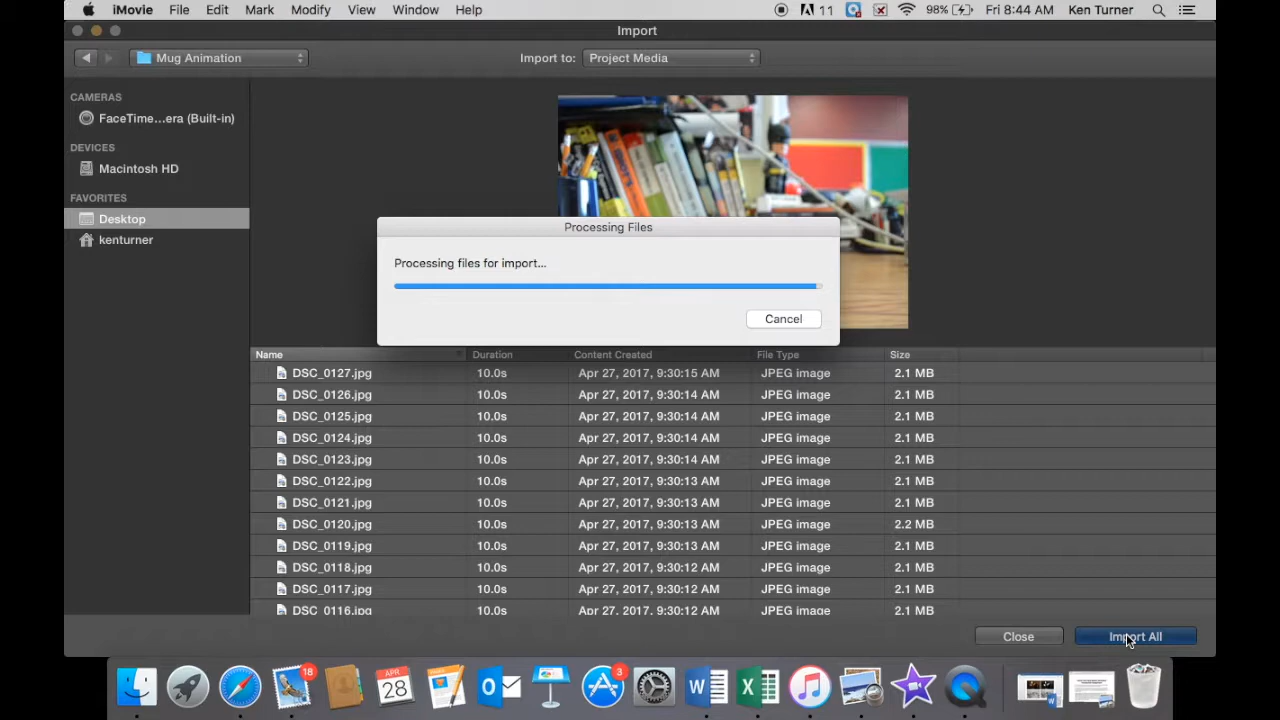 iMovie File Edit Mark Modify View Window Help 11 98% Fri 8:44 AM Ken Turner
Import
Mug Animation Import to: Project Media
CAMERAS
FaceTime...era (Built-in)
DEVICES
Macintosh HD
FAVORITES
Desktop
kenturner
Processing Files
Processing files for import...
Cancel
Name Duration Content Created File Type Size
DSC_0127.jpg 10.0s Apr 27, 2017, 9:30:15 AM JPEG image 2.1 MB
DSC_0126.jpg 10.0s Apr 27, 2017, 9:30:14 AM JPEG image 2.1 MB
DSC_0125.jpg 10.0s Apr 27, 2017, 9:30:14 AM JPEG image 2.1 MB
DSC_0124.jpg 10.0s Apr 27, 2017, 9:30:14 AM JPEG image 2.1 MB
DSC_0123.jpg 10.0s Apr 27, 2017, 9:30:14 AM JPEG image 2.1 MB
DSC_0122.jpg 10.0s Apr 27, 2017, 9:30:13 AM JPEG image 2.1 MB
DSC_0121.jpg 10.0s Apr 27, 2017, 9:30:13 AM JPEG image 2.1 MB
DSC_0120.jpg 10.0s Apr 27, 2017, 9:30:13 AM JPEG image 2.2 MB
DSC_0119.jpg 10.0s Apr 27, 2017, 9:30:13 AM JPEG image 2.1 MB
DSC_0118.jpg 10.0s Apr 27, 2017, 9:30:12 AM JPEG image 2.1 MB
DSC_0117.jpg 10.0s Apr 27, 2017, 9:30:12 AM JPEG image 2.1 MB
DSC_0116.jpg 10.0s Apr 27, 2017, 9:30:12 AM JPEG image 2.1 MB
Close Import All
18 APR 28 3